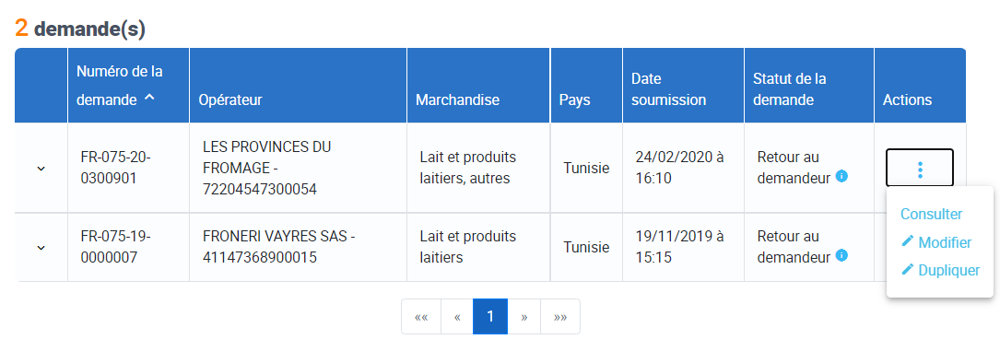 2 demande(s)
Numéro de la
demande
Opérateur
Marchandise
Pays
Date
soumission
Statut de la
demande
Actions
FR-075-20-
0300901
LES PROVINCES DU
FROMAGE -
72204547300054
Lait et produits
laitiers, autres
Tunisie
24/02/2020 à
16:10
Retour au
demandeur
FR-075-19-
0000007
FRONERI VAYRES SAS -
41147368900015
Lait et produits
laitiers
Tunisie
19/11/2019 à
15:15
Retour au
demandeur
Consulter
Modifier
Dupliquer
«« « 1 » »»